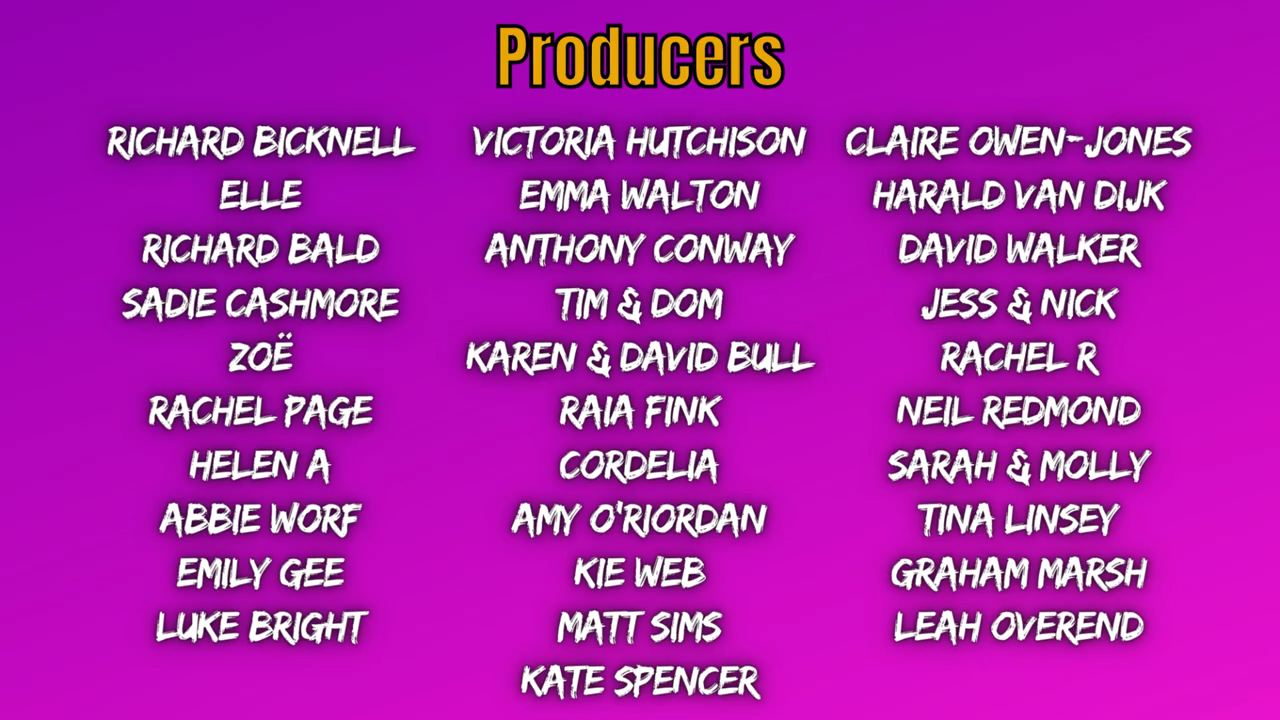 Producers
RICHARD BICKNELL
ELLE
RICHARD BALD
SADIE CASHMORE
ZOË
RACHEL PAGE
HELEN A
ABBIE WORF
EMILY GEE
LUKE BRIGHT
VICTORIA HUTCHISON
EMMA WALTON
ANTHONY CONWAY
TIM & DOM
KAREN & DAVID BULL
RAIA FINK
CORDELIA
AMY O'RIORDAN
KIE WEB
MATT SIMS
KATE SPENCER
CLAIRE OWEN-JONES
HARALD VAN DIJK
DAVID WALKER
JESS & NICK
RACHEL R
NEIL REDMOND
SARAH & MOLLY
TINA LINSEY
GRAHAM MARSH
LEAH OVEREND